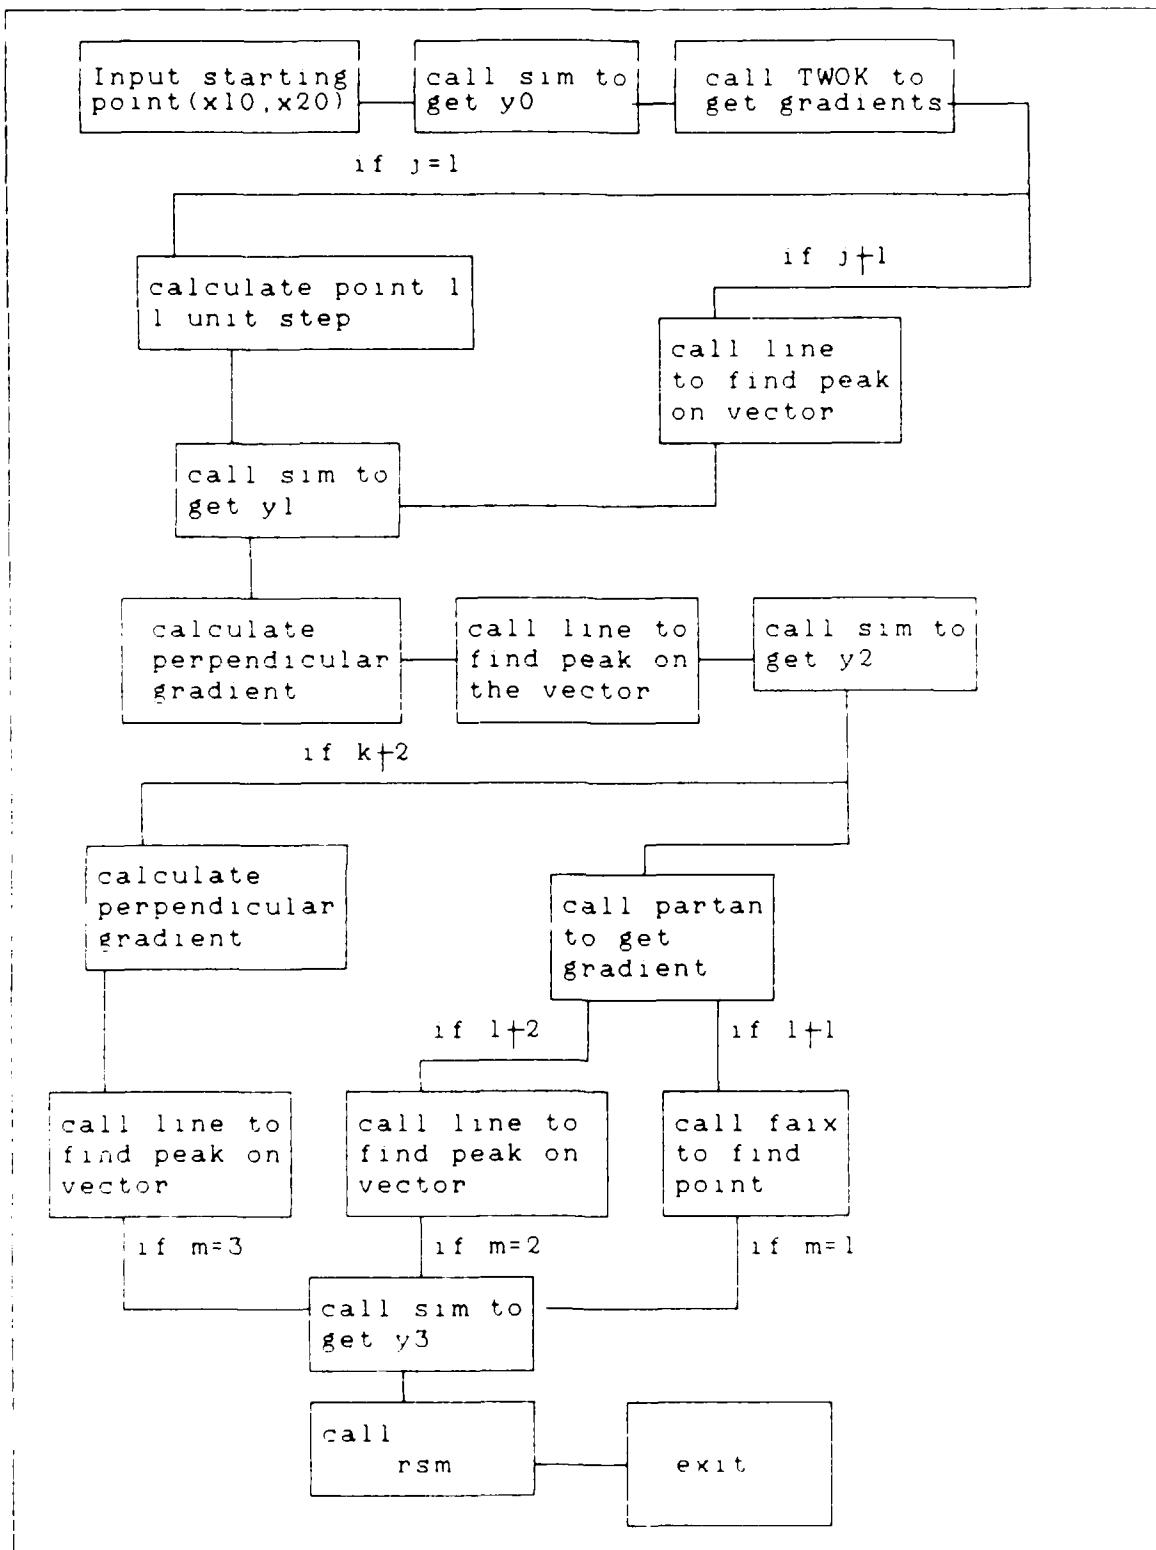 Input starting
point(x10,x20)
call sim to
get y0
call TWOK to
get gradients
if j=1
if j‡1
calculate point 1
1 unit step
call line
to find peak
on vector
call sim to
get y1
calculate
perpendicular
gradient
call line to
find peak on
the vector
call sim to
get y2
if k‡2
calculate
perpendicular
gradient
call partan
to get
gradient
if l‡2
if l‡1
call line to
find peak on
vector
call line to
find peak on
vector
call faix
to find
point
if m=3
if m=2
if m=1
call sim to
get y3
call
rsm
exit